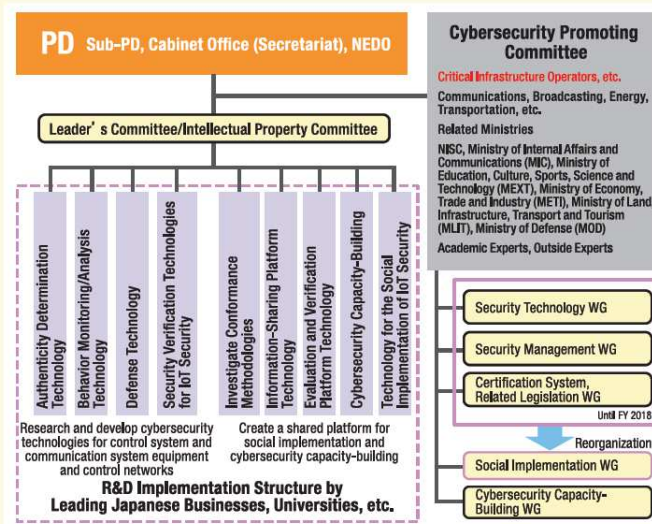 PD Sub-PD, Cabinet Office (Secretariat), NEDO
Leader's Committee/Intellectual Property Committee
Authenticity Determination
Technology
Behavior Monitoring/Analysis
Technology
Defense Technology
Security Verification Technologies
for IoT Security
Investigate Conformance
Methodologies
Information-Sharing Platform
Technology
Evaluation and Verification
Platform Technology
Cybersecurity Capacity-Building
Technology for the Social
Implementation of IoT Security
Research and develop cybersecurity
technologies for control system and
communication system equipment
and control networks
Create a shared platform for
social implementation and
cybersecurity capacity-building
R&D Implementation Structure by
Leading Japanese Businesses, Universities, etc.
Cybersecurity Promoting
Committee
Critical Infrastructure Operators, etc.
Communications, Broadcasting, Energy,
Transportation, etc.
Related Ministries
NISC, Ministry of Internal Affairs and
Communications (MIC), Ministry of
Education, Culture, Sports, Science and
Technology (MEXT), Ministry of Economy,
Trade and Industry (METI), Ministry of Land
Infrastructure, Transport and Tourism
(MLIT), Ministry of Defense (MOD)
Academic Experts, Outside Experts
Security Technology WG
Security Management WG
Certification System,
Related Legislation WG
Until FY 2018
Reorganization
Social Implementation WG
Cybersecurity Capacity-
Building WG